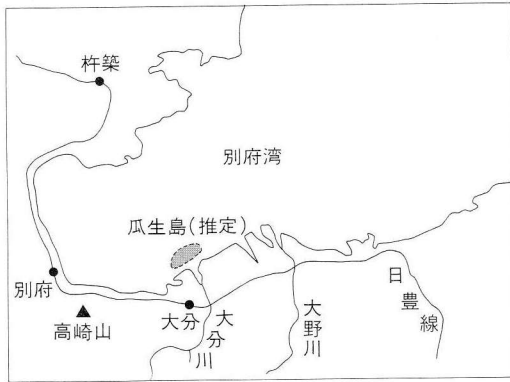 杵築
別府湾
瓜生島(推定)
別府
高崎山
大分
大分川
大野川
日豊線